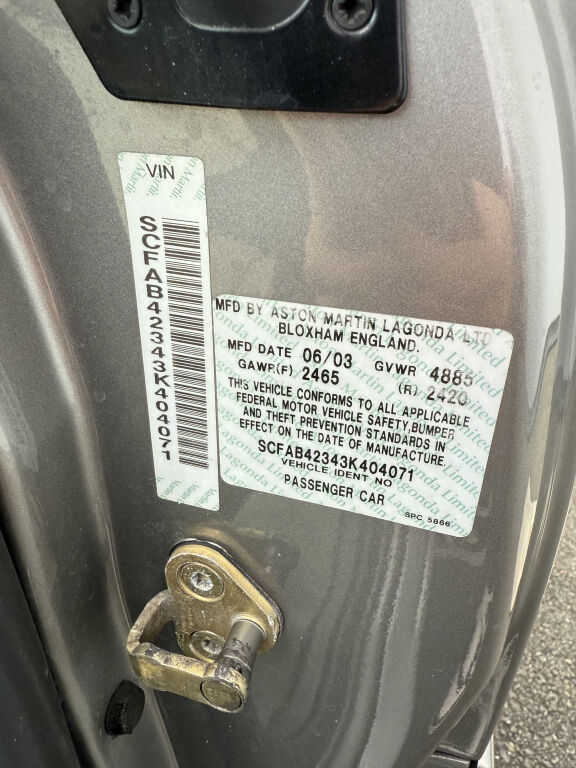 VIN
SCFAB42343K404071
MFD BY ASTON MARTIN LAGONDA LTD
BLOXHAM ENGLAND.
MFD DATE 06/03 GVWR 4885
GAWR(F) 2465 (R) 2420
THIS VEHICLE CONFORMS TO ALL APPLICABLE
FEDERAL MOTOR VEHICLE SAFETY,BUMPER
AND THEFT PREVENTION STANDARDS IN
EFFECT ON THE DATE OF MANUFACTURE.
SCFAB42343K404071
VEHICLE IDENT NO
PASSENGER CAR
SPC 5866